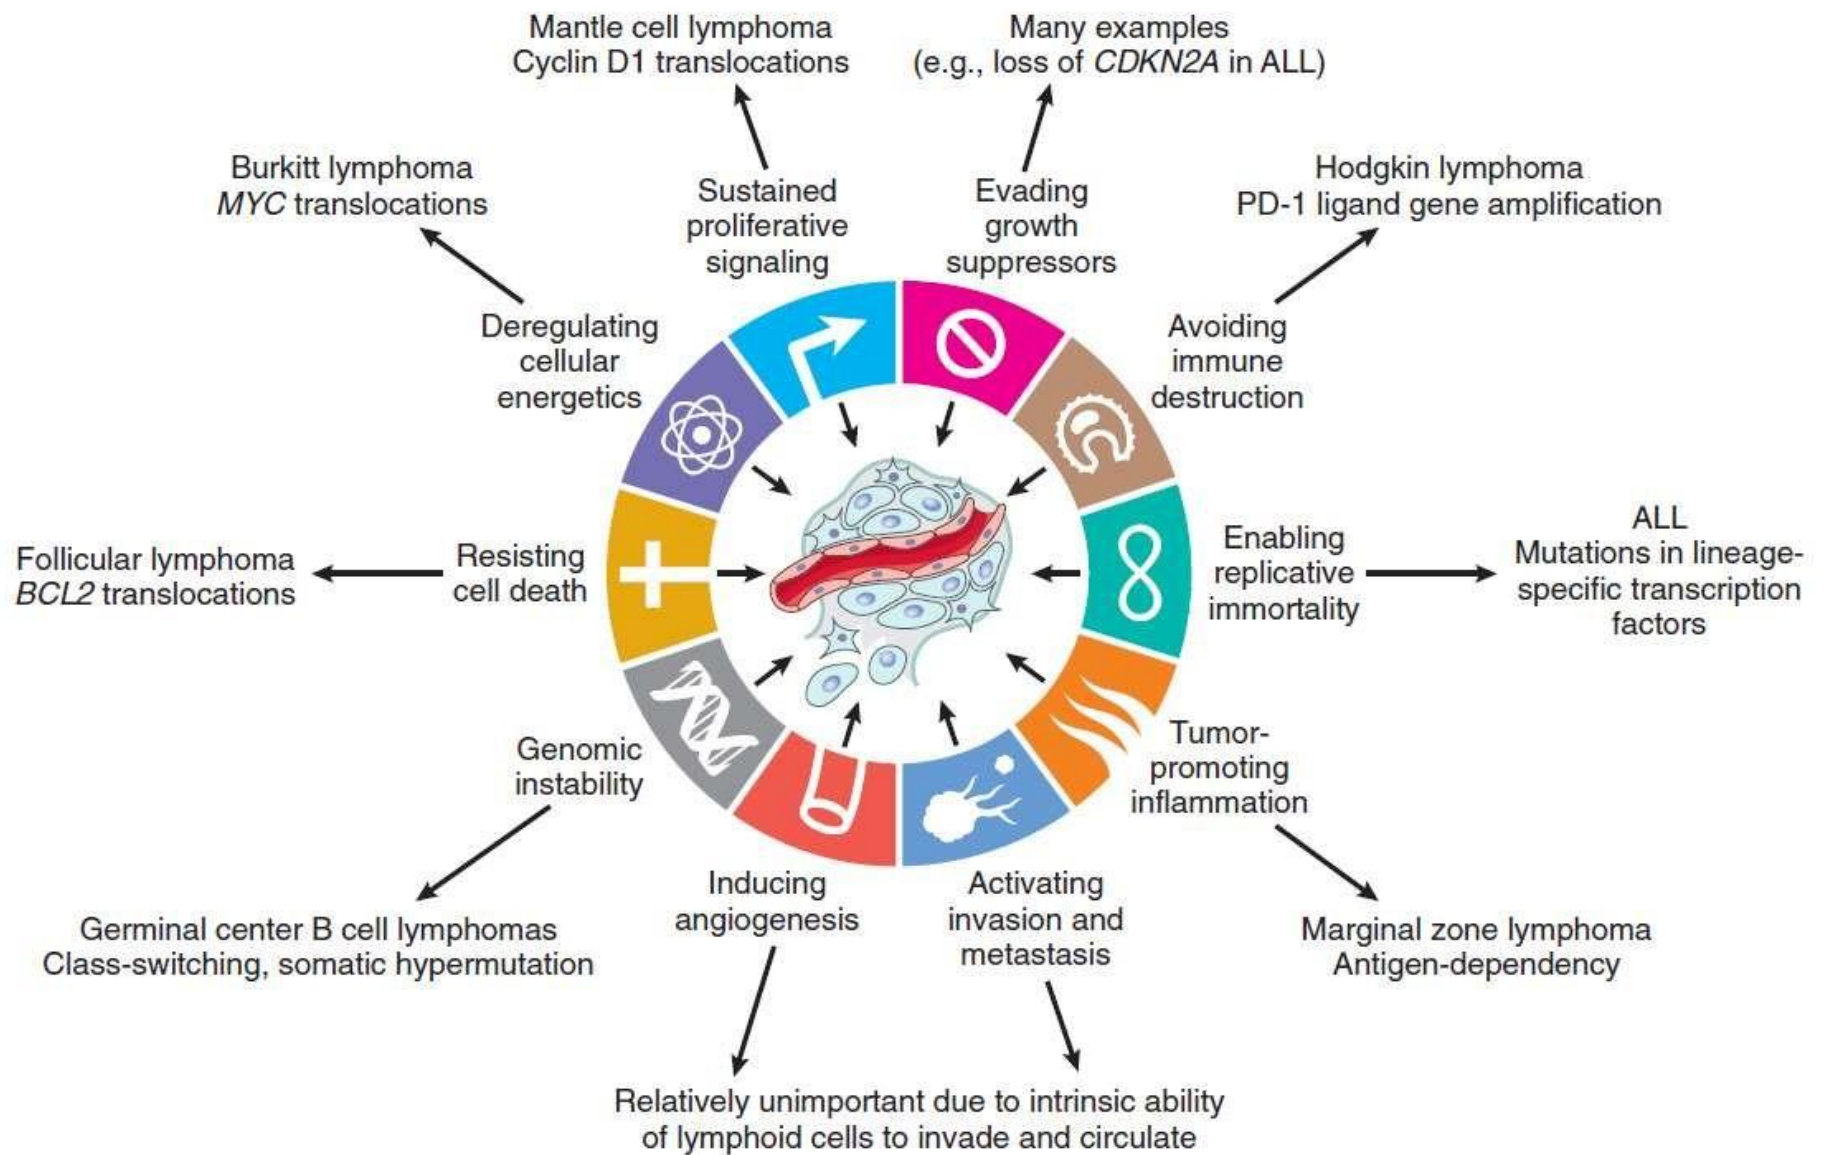 Mantle cell lymphoma
Cyclin D1 translocations
Many examples
(e.g., loss of CDKN2A in ALL)
Burkitt lymphoma
MYC translocations
Sustained
proliferative
signaling
Evading
growth
suppressors
Hodgkin lymphoma
PD-1 ligand gene amplification
Deregulating
cellular
energetics
Avoiding
immune
destruction
Follicular lymphoma
BCL2 translocations
Resisting
cell death
Enabling
replicative
immortality
ALL
Mutations in lineage-
specific transcription
factors
Genomic
instability
Tumor-
promoting
inflammation
Germinal center B cell lymphomas
Class-switching, somatic hypermutation
Inducing
angiogenesis
Activating
invasion and
metastasis
Marginal zone lymphoma
Antigen-dependency
Relatively unimportant due to intrinsic ability
of lymphoid cells to invade and circulate